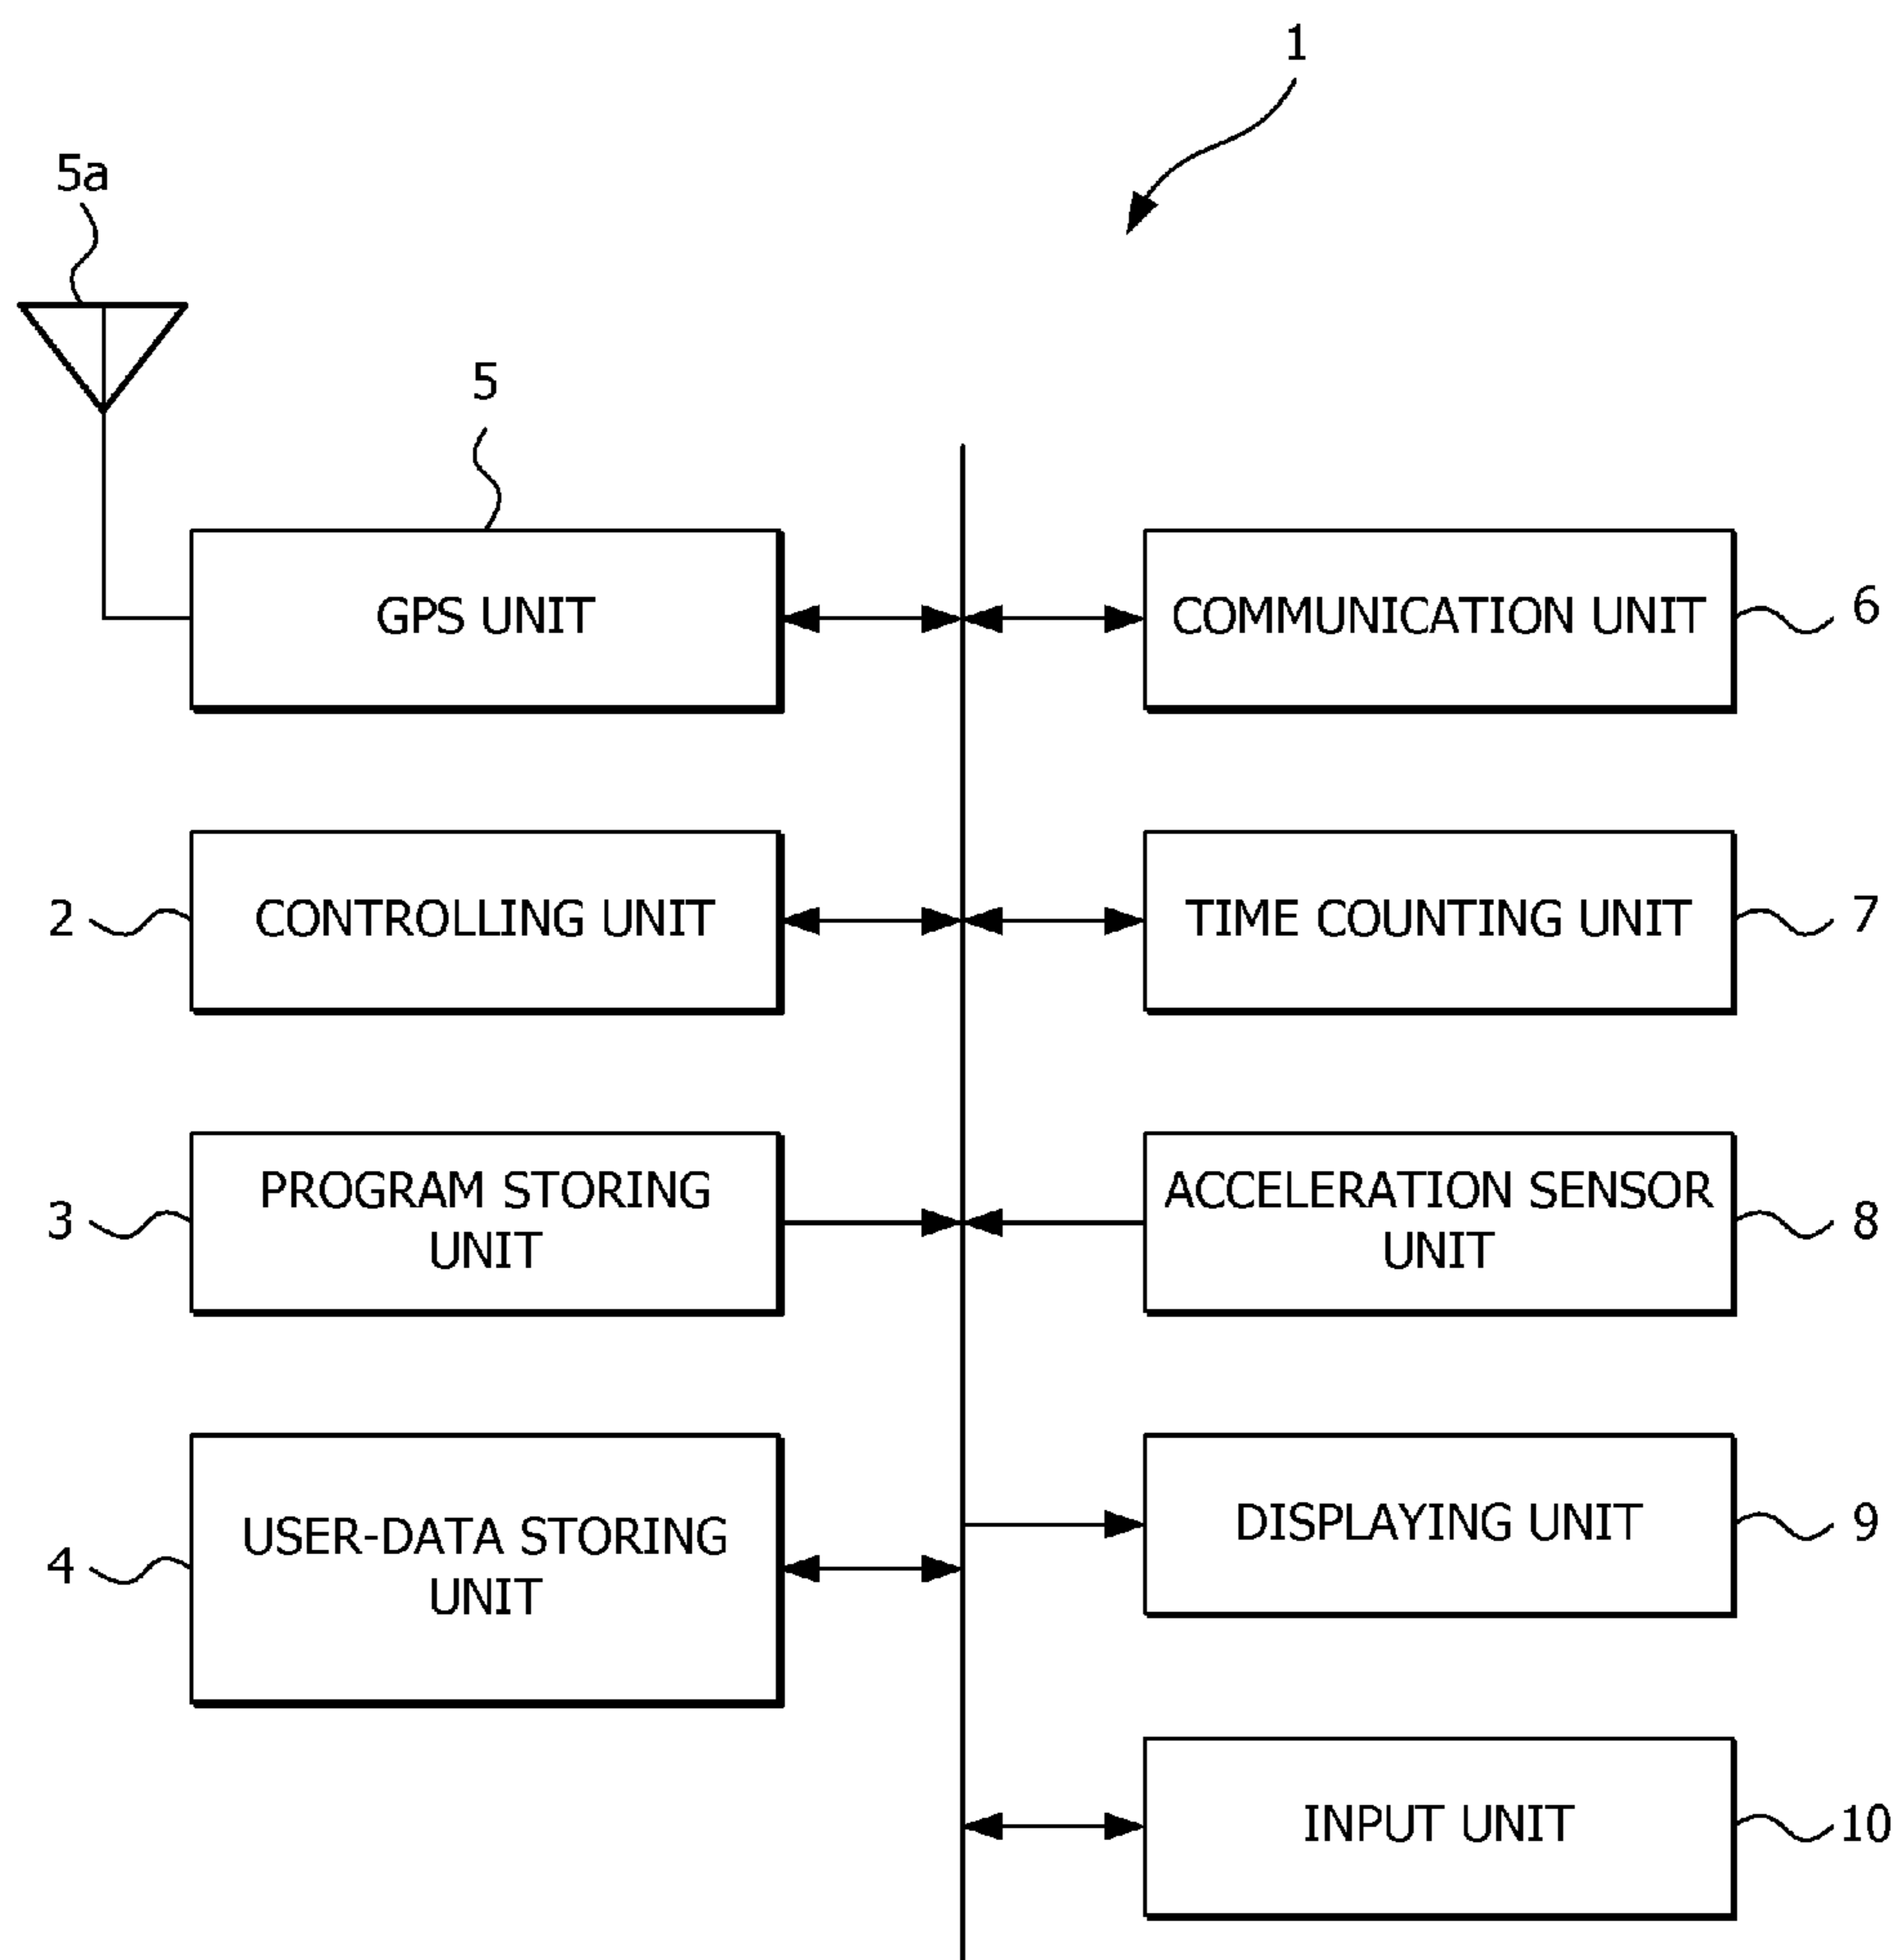 1
5a
5
GPS UNIT
COMMUNICATION UNIT
6
2
CONTROLLING UNIT
TIME COUNTING UNIT
7
3
PROGRAM STORING
UNIT
ACCELERATION SENSOR
UNIT
8
4
USER-DATA STORING
UNIT
DISPLAYING UNIT
9
INPUT UNIT
10